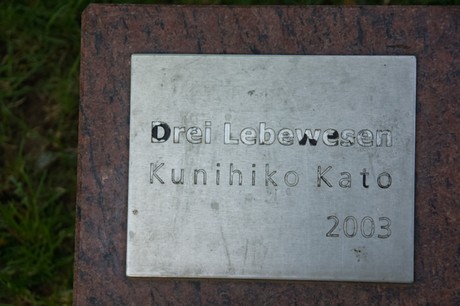 Drei Lebewesen
Kunihiko Kato
2003